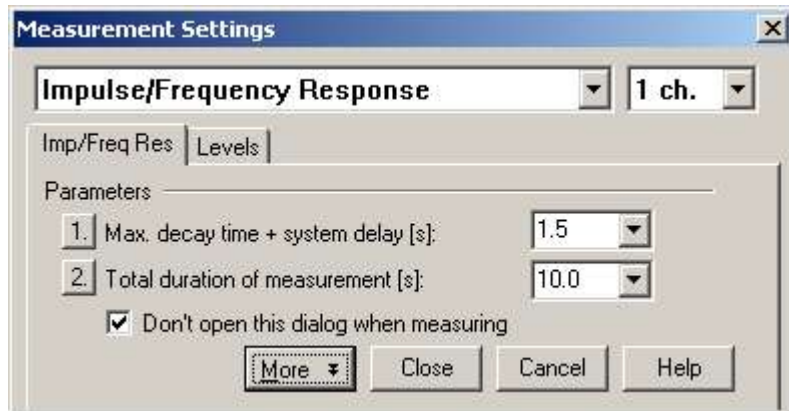 Measurement Settings
Impulse/Frequency Response 1 ch.
Imp/Freq Res Levels
Parameters
1. Max. decay time + system delay [s]: 1.5
2. Total duration of measurement [s]: 10.0
Don't open this dialog when measuring
More Close Cancel Help